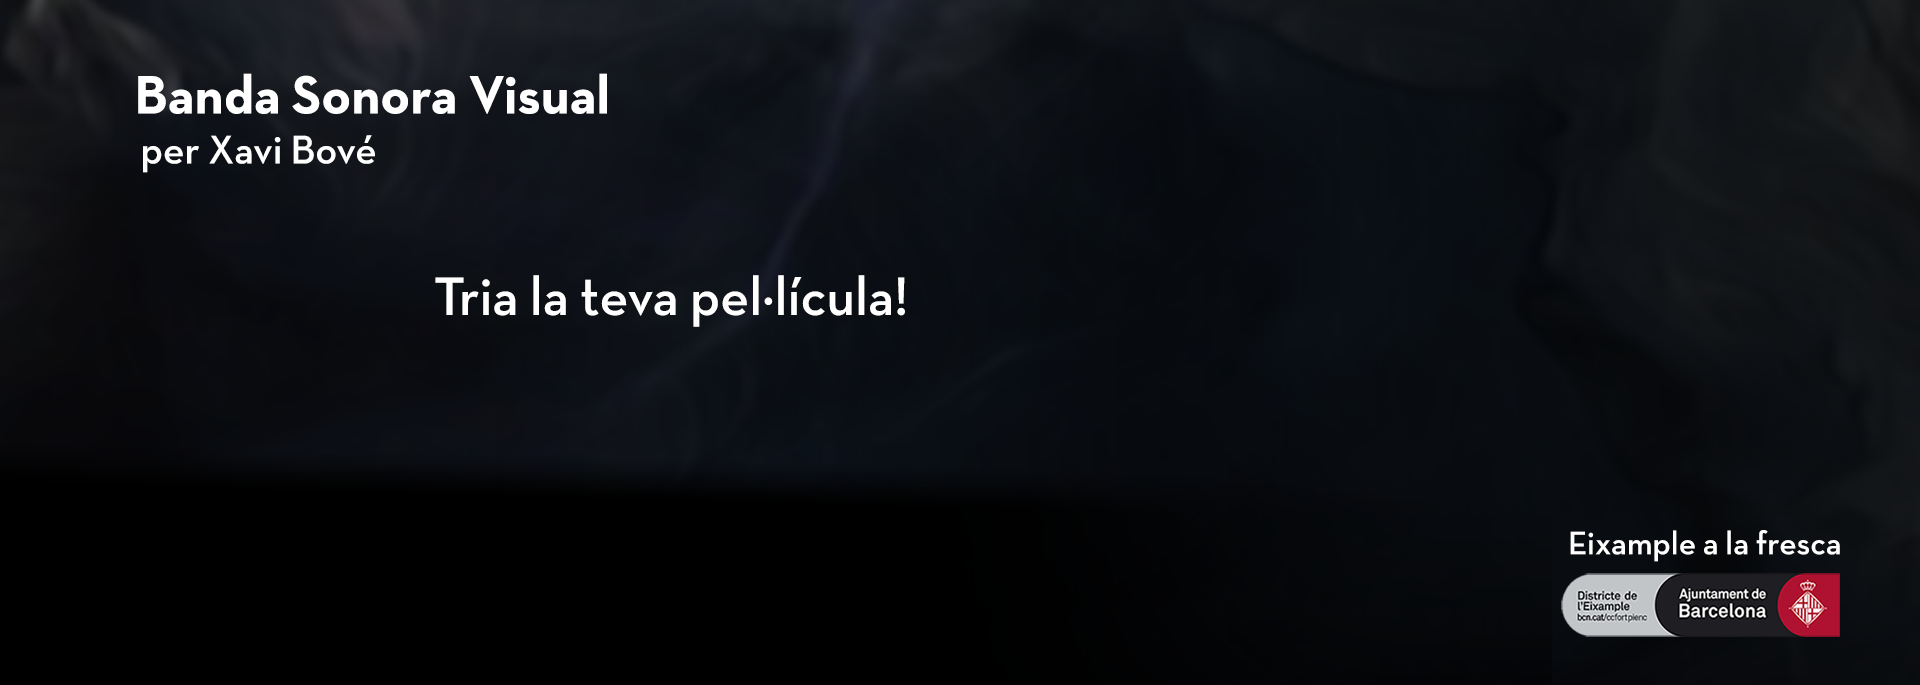 Banda Sonora Visual
per Xavi Bové
Tria la teva pel·lícula!
Eixample a la fresca
Districte de
l'Eixample
bcn.cat/ccfortpienc
Ajuntament de
Barcelona